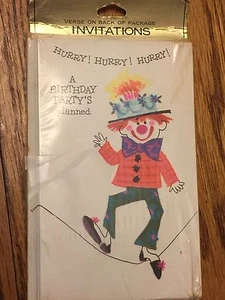 VERSE ON BACK OF PACKAGE
INVITATIONS
HURRY! HURRY! HURRY!
A
BIRTHDAY
PARTY'S
planned